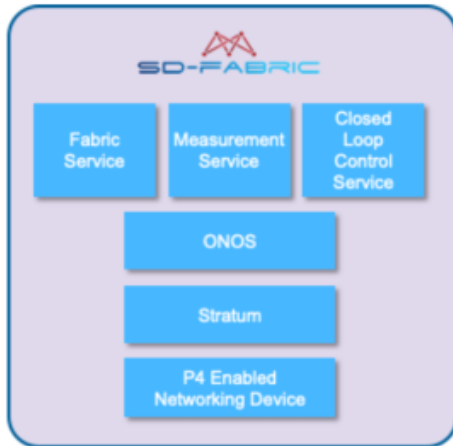 SD-FABRIC
Fabric
Service
Measurement
Service
Closed
Loop
Control
Service
ONOS
Stratum
P4 Enabled
Networking Device